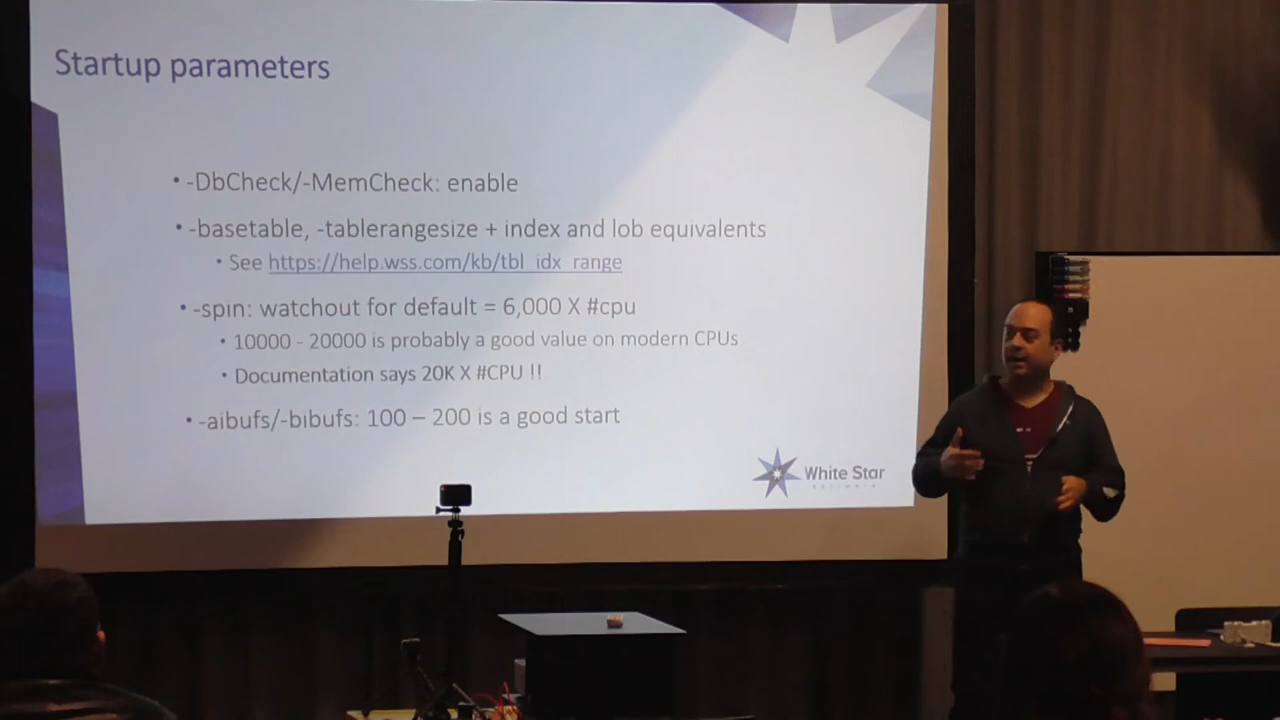 Startup parameters
• -DbCheck/-MemCheck: enable
• -basetable, -tablerangesize + index and lob equivalents
• See https://help.wss.com/kb/tbl_idx_range
• -spin: watchout for default = 6,000 X #cpu
• 10000 - 20000 is probably a good value on modern CPUs
• Documentation says 20K X #CPU !!
• -aibufs/-bibufs: 100 – 200 is a good start
White Star